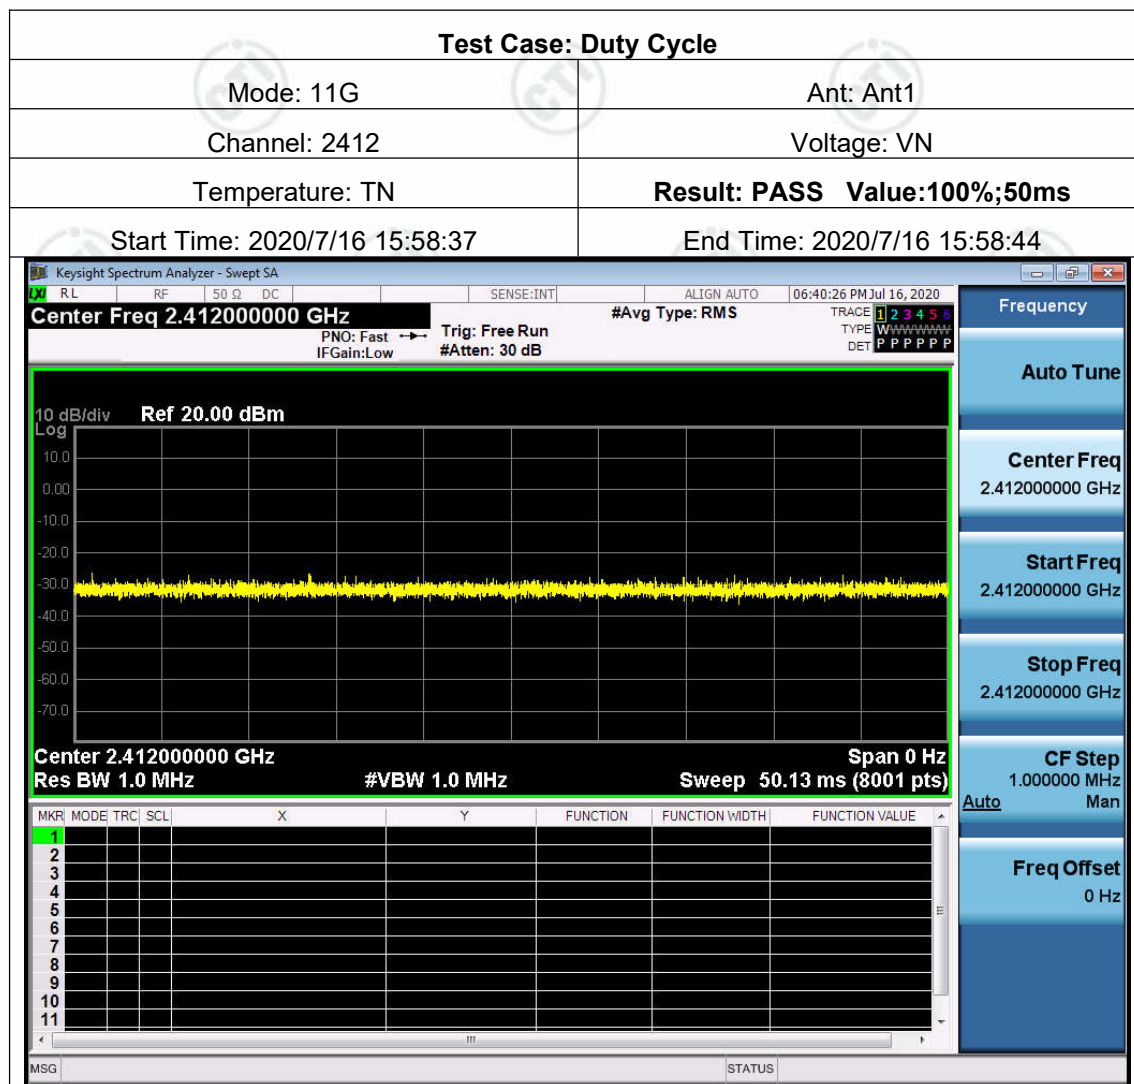 Test Case: Duty Cycle
Mode: 11G Ant: Ant1
Channel: 2412 Voltage: VN
Temperature: TN Result: PASS Value:100%;50ms
Start Time: 2020/7/16 15:58:37 End Time: 2020/7/16 15:58:44
Keysight Spectrum Analyzer - Swept SA
LXI RL RF 50 Ω DC SENSE:INT ALIGN AUTO 06:40:26 PM Jul 16, 2020
Center Freq 2.412000000 GHz #Avg Type: RMS TRACE 1 2 3 4 5 6
PNO: Fast Trig: Free Run TYPE WWWWWW
IFGain:Low #Atten: 30 dB DET P P P P P P
Frequency
Auto Tune
Center Freq
2.412000000 GHz
Start Freq
2.412000000 GHz
Stop Freq
2.412000000 GHz
CF Step
1.000000 MHz
Auto Man
Freq Offset
0 Hz
10 dB/div Ref 20.00 dBm
Log
10.0
0.00
-10.0
-20.0
-30.0
-40.0
-50.0
-60.0
-70.0
Center 2.412000000 GHz Span 0 Hz
Res BW 1.0 MHz #VBW 1.0 MHz Sweep 50.13 ms (8001 pts)
MKR MODE TRC SCL X Y FUNCTION FUNCTION WIDTH FUNCTION VALUE
1
2
3
4
5
6
7
8
9
10
11
MSG STATUS
CTI
CTI
CTI